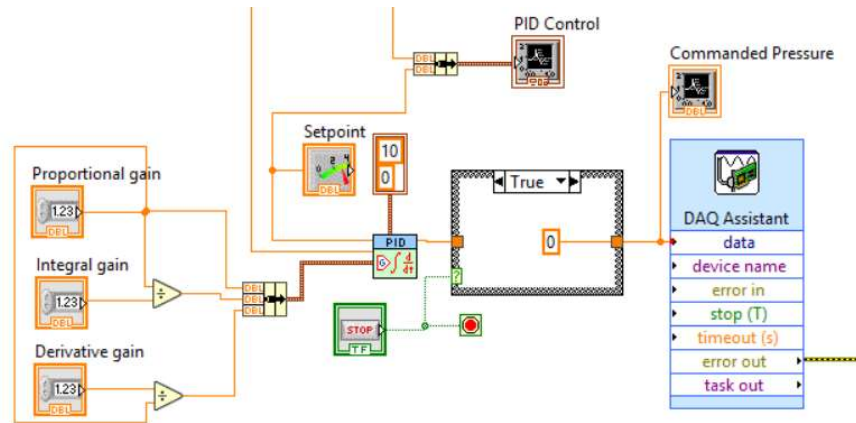 PID Control
DBL
DBL
Commanded Pressure
DBL
Setpoint
DBL
10
0
Proportional gain
1.23
DBL
True
0
DAQ Assistant
data
device name
error in
stop (T)
timeout (s)
error out
task out
PID
d
dt
Integral gain
1.23
DBL
DBL
DBL
DBL
?
STOP
TF
Derivative gain
1.23
DBL